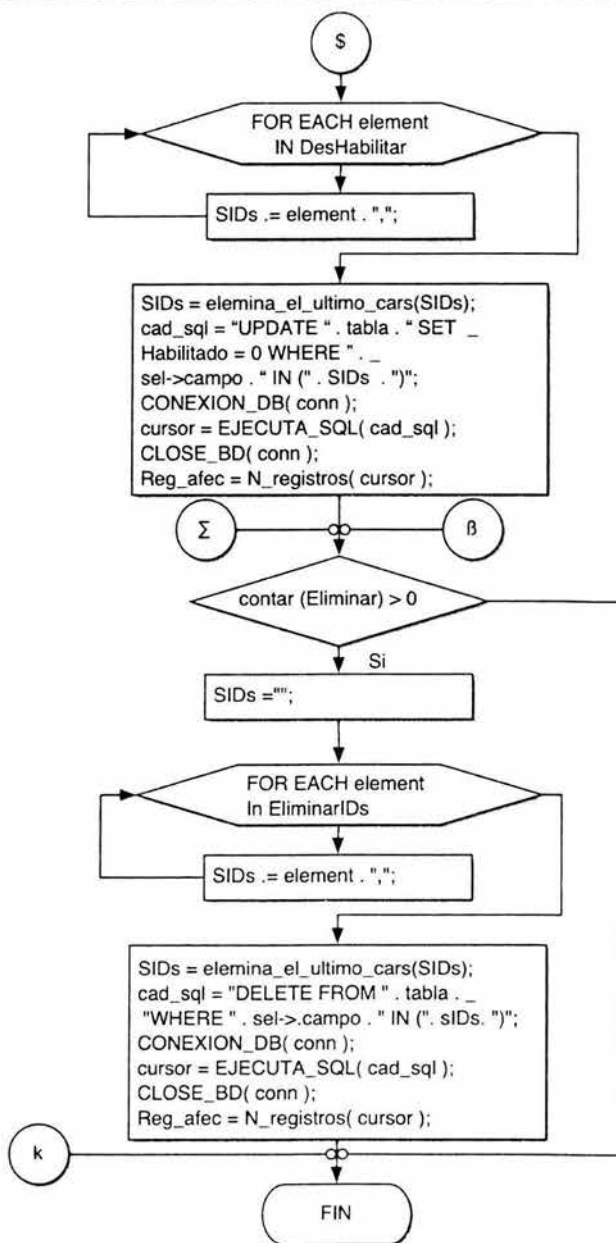 $
FOR EACH element
IN DesHabilitar
SIDs .= element . ",";
SIDs = elemina_el_ultimo_cars(SIDs);
cad_sql = "UPDATE " . tabla . " SET _
Habilitado = 0 WHERE " . _
sel->campo . " IN (" . SIDs . ")";
CONEXION_DB( conn );
cursor = EJECUTA_SQL( cad_sql );
CLOSE_BD( conn );
Reg_afec = N_registros( cursor );
Σ
ß
contar (Eliminar) > 0
Si
SIDs ="";
FOR EACH element
In EliminarIDs
SIDs .= element . ",";
SIDs = elemina_el_ultimo_cars(SIDs);
cad_sql = "DELETE FROM " . tabla . _
"WHERE " . sel->.campo . " IN (". sIDs. ")";
CONEXION_DB( conn );
cursor = EJECUTA_SQL( cad_sql );
CLOSE_BD( conn );
Reg_afec = N_registros( cursor );
k
FIN